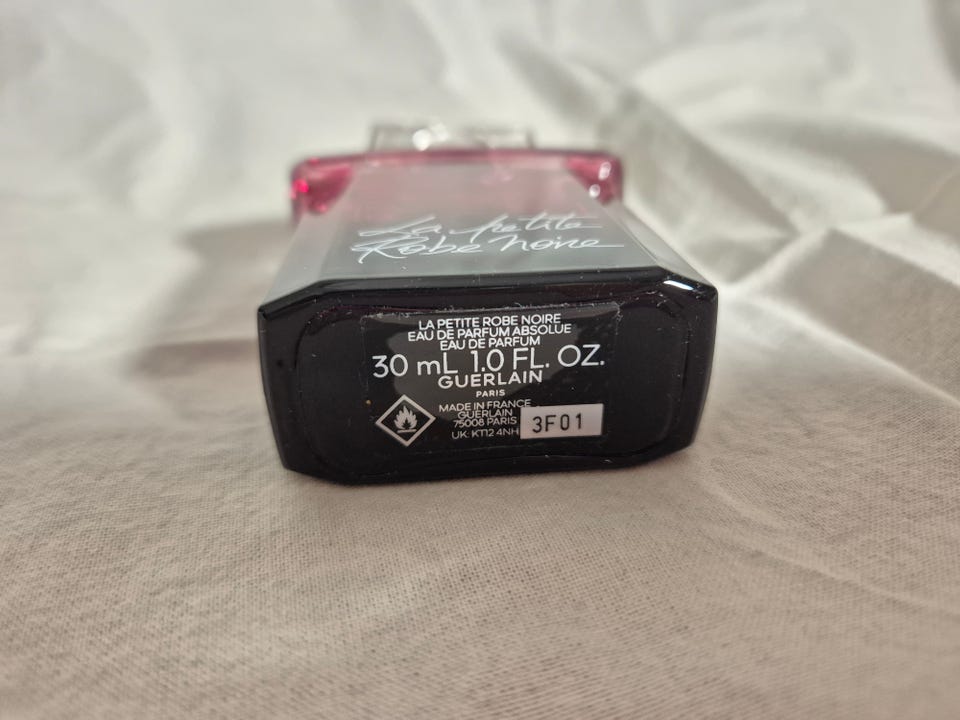 La petite
Robe noire
LA PETITE ROBE NOIRE
EAU DE PARFUM ABSOLUE
EAU DE PARFUM
30 mL 1.0 FL. OZ.
GUERLAIN
PARIS
MADE IN FRANCE
GUERLAIN
75008 PARIS
UK: KT12 4NH
3F01